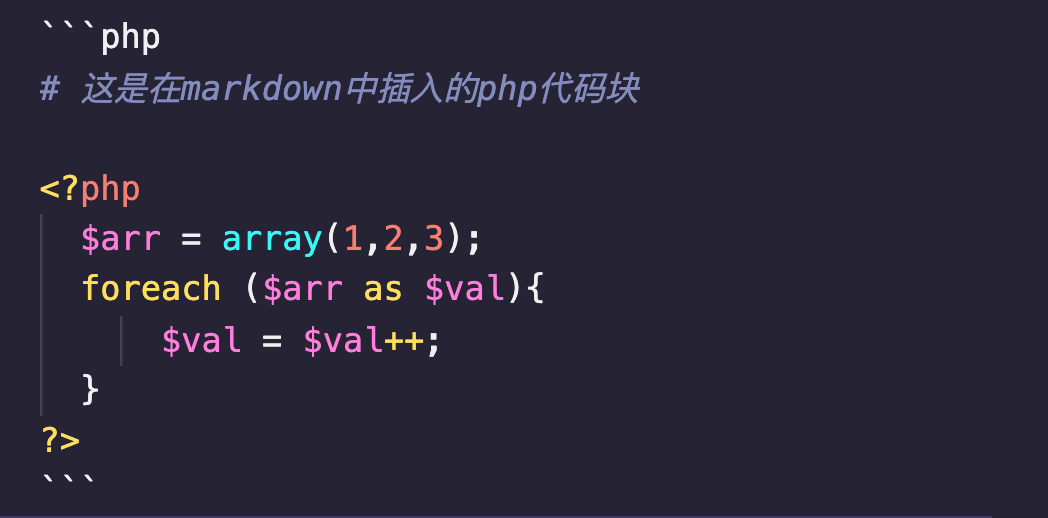 ```php
# 这是在markdown中插入的php代码块

<?php
  $arr = array(1,2,3);
  foreach ($arr as $val){
      $val = $val++;
  }
?>
```